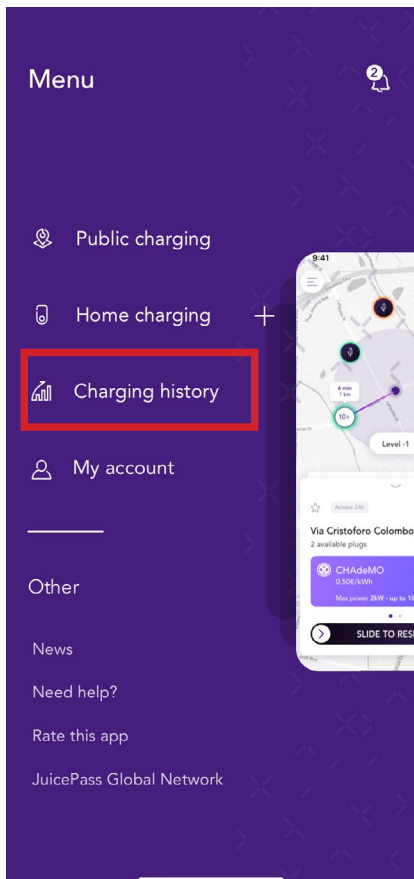 Menu
2
Public charging
Home charging
Charging history
My account
Other
News
Need help?
Rate this app
JuicePass Global Network
9:41
6 min
1 km
10+
Level -1
Access 24h
Via Cristoforo Colombo
2 available plugs
CHAdeMO
0.50€/kWh
Max power 2kW - up to 10
SLIDE TO RESE